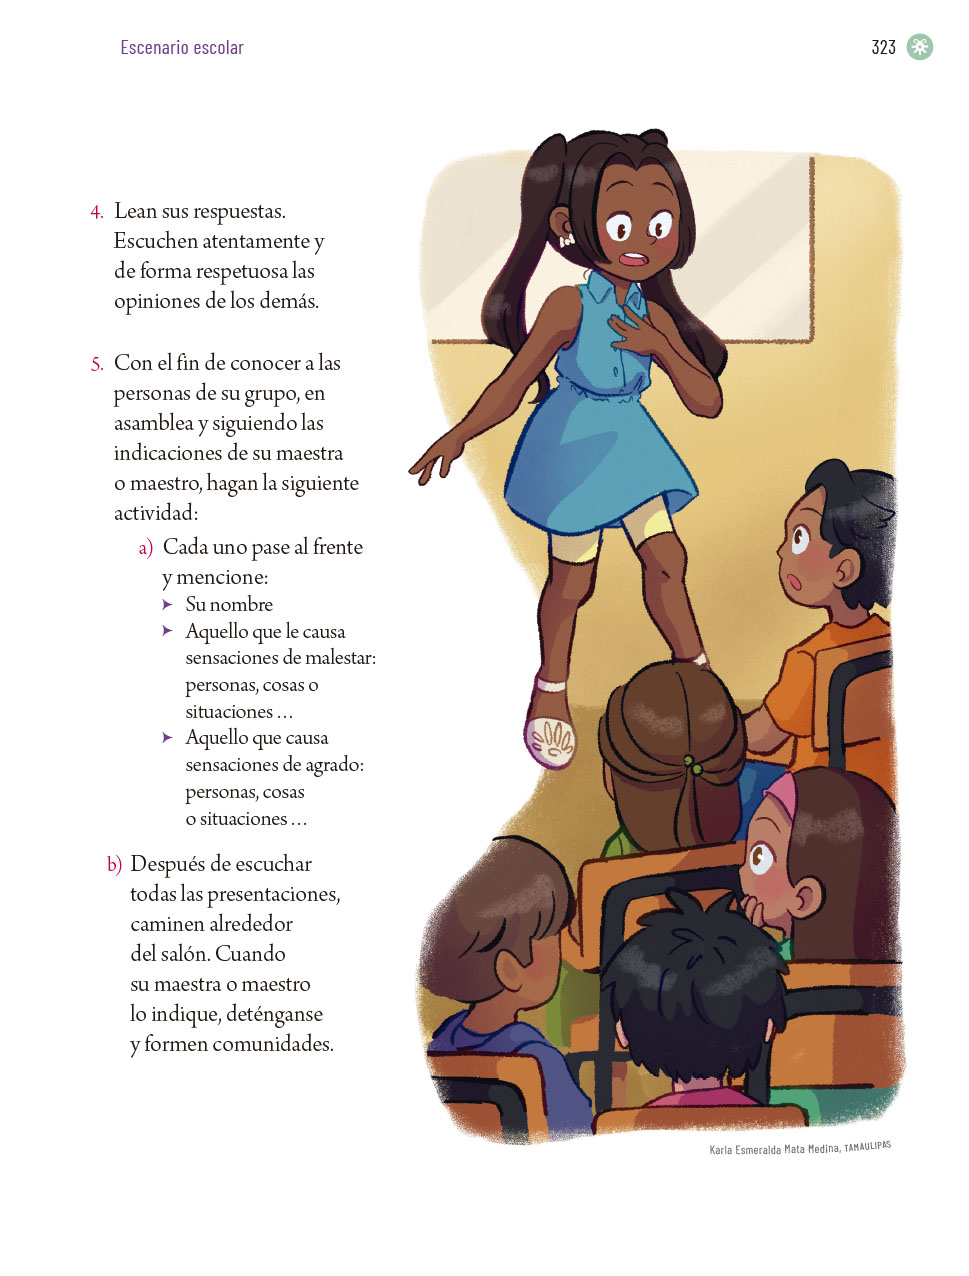 Escenario escolar
323
4. Lean sus respuestas.
Escuchen atentamente y
de forma respetuosa las
opiniones de los demás.
5. Con el fin de conocer a las
personas de su grupo, en
asamblea y siguiendo las
indicaciones de su maestra
o maestro, hagan la siguiente
actividad:
a) Cada uno pase al frente
y mencione:
➤ Su nombre
➤ Aquello que le causa
sensaciones de malestar:
personas, cosas o
situaciones ...
➤ Aquello que causa
sensaciones de agrado:
personas, cosas
o situaciones ...
b) Después de escuchar
todas las presentaciones,
caminen alrededor
del salón. Cuando
su maestra o maestro
lo indique, deténganse
y formen comunidades.
Karla Esmeralda Mata Medina, TAMAULIPAS